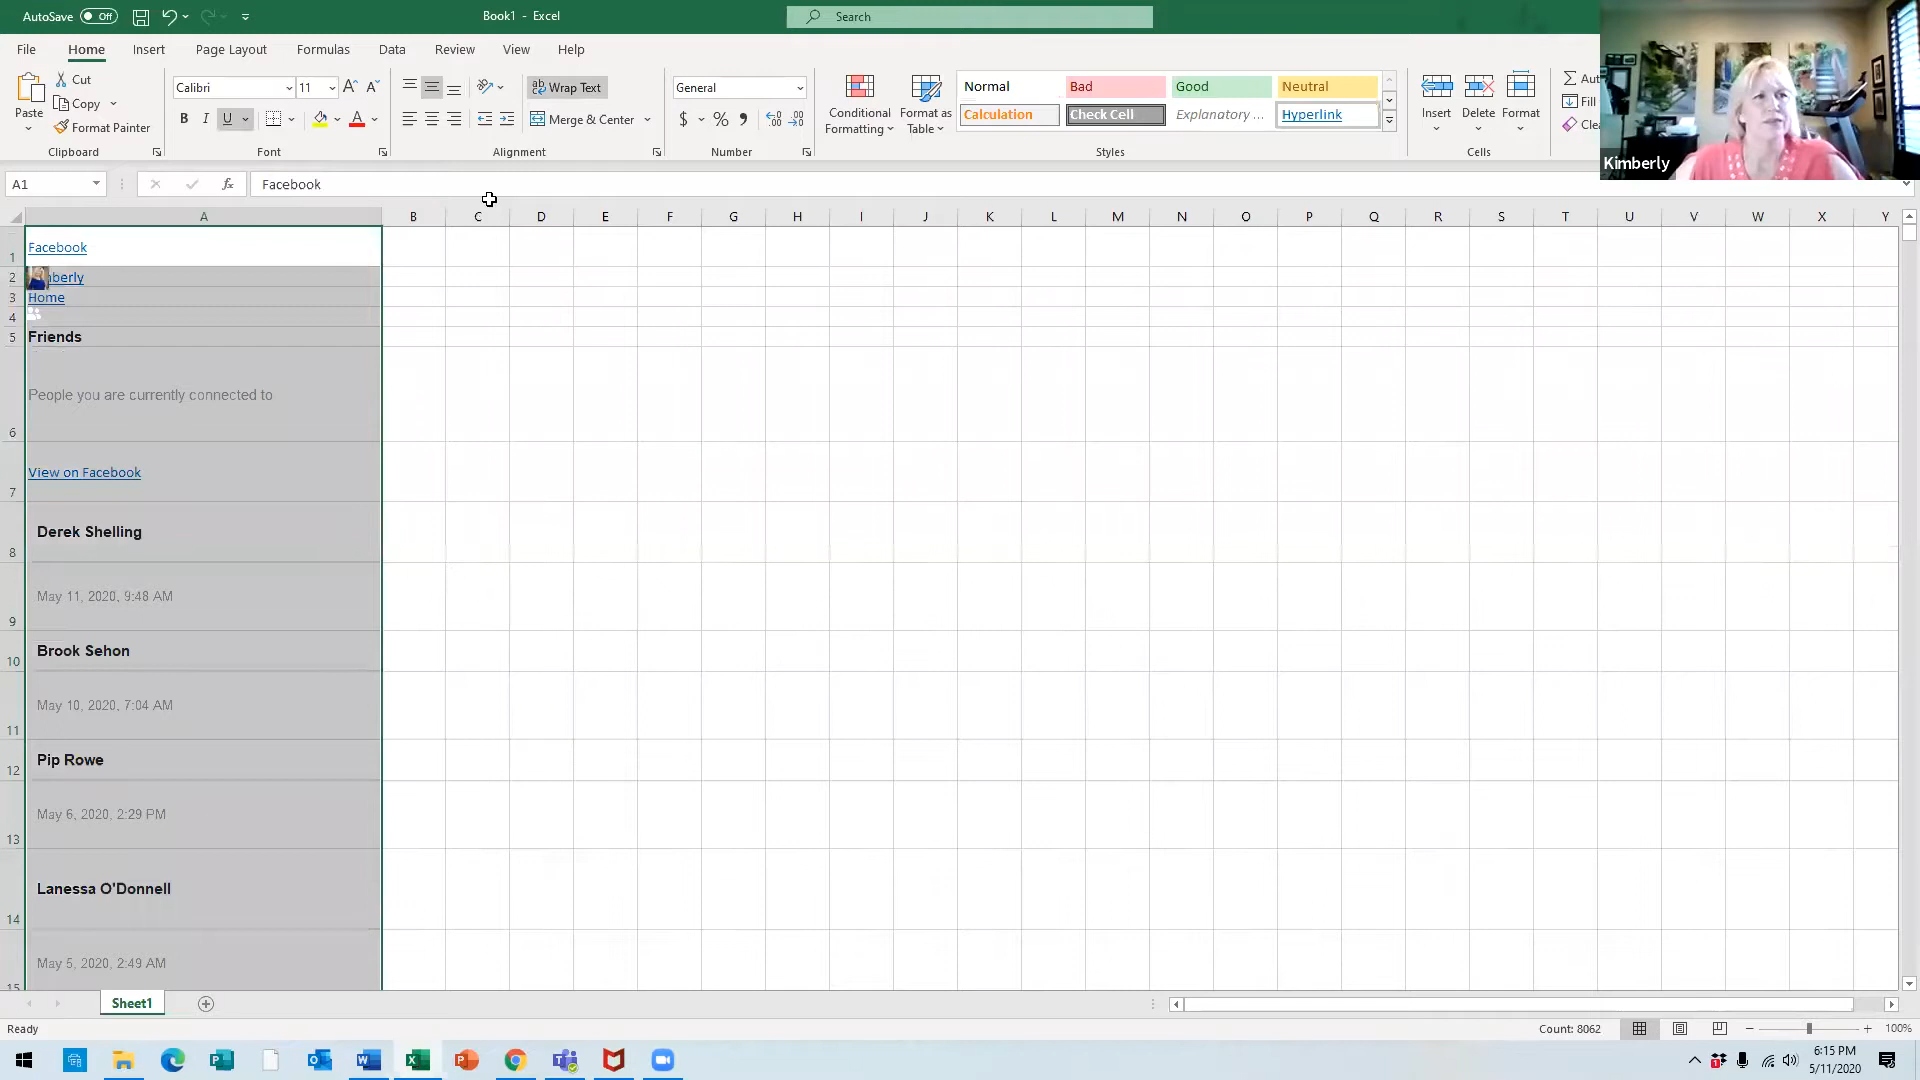 AutoSave Off Book1 - Excel Search
File Home Insert Page Layout Formulas Data Review View Help
Cut
Copy
Format Painter
Paste
Clipboard
Calibri 11
B I U A
Font
Wrap Text
Merge & Center
Alignment
General
$ %
Number
Conditional Formatting
Format as Table
Normal Bad Good Neutral
Calculation Check Cell Explanatory ... Hyperlink
Styles
Insert Delete Format
Cells
Aut
Fill
Clea
Kimberly
A1 fx Facebook
A B C D E F G H I J K L M N O P Q R S T U V W X Y
1 Facebook
2 berly
3 Home
4
5 Friends
6 People you are currently connected to
7 View on Facebook
8 Derek Shelling
9 May 11, 2020, 9:48 AM
10 Brook Sehon
11 May 10, 2020, 7:04 AM
12 Pip Rowe
13 May 6, 2020, 2:29 PM
14 Lanessa O'Donnell
15 May 5, 2020, 2:49 AM
Sheet1
Ready Count: 8062 100%
6:15 PM
5/11/2020